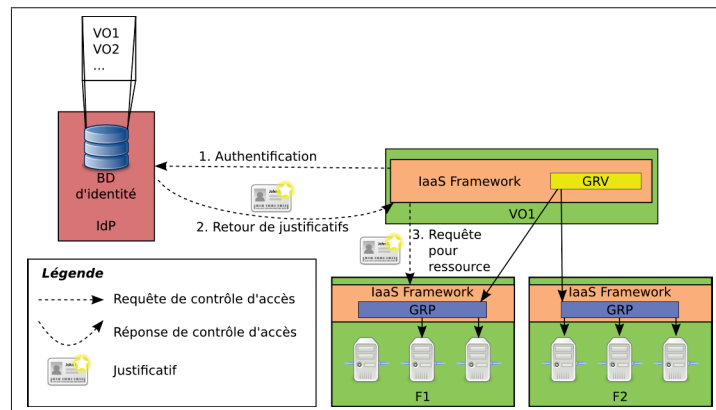 VO1
VO2
...
BD
d'identité
IdP
1. Authentification
2. Retour de justificatifs
IaaS Framework
GRV
VO1
3. Requête
pour
ressource
IaaS Framework
GRP
F1
IaaS Framework
GRP
F2
Légende
Requête de contrôle d'accès
Réponse de contrôle d'accès
Justificatif